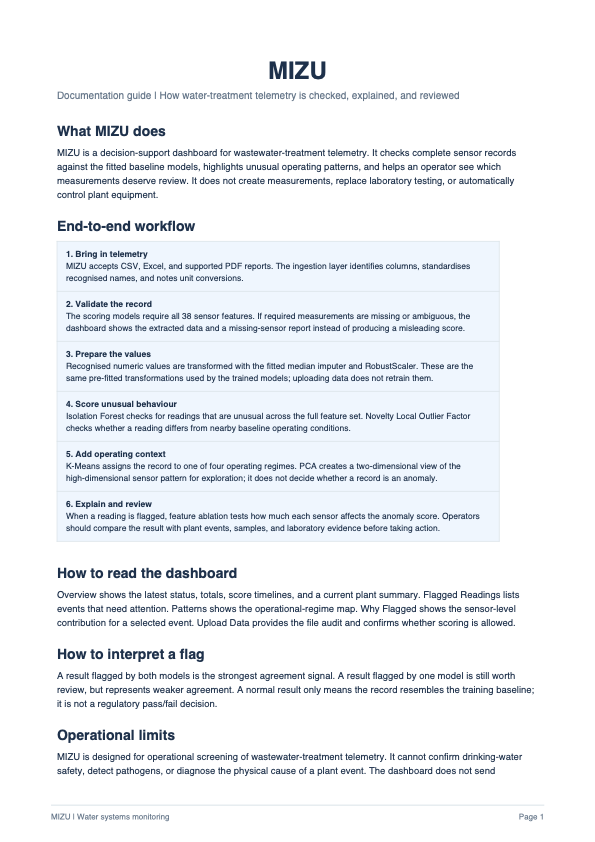 MIZU
Documentation guide | How water-treatment telemetry is checked, explained, and reviewed
What MIZU does
MIZU is a decision-support dashboard for wastewater-treatment telemetry. It checks complete sensor records
against the fitted baseline models, highlights unusual operating patterns, and helps an operator see which
measurements deserve review. It does not create measurements, replace laboratory testing, or automatically
control plant equipment.
End-to-end workflow
1. Bring in telemetry
MIZU accepts CSV, Excel, and supported PDF reports. The ingestion layer identifies columns, standardises
recognised names, and notes unit conversions.
2. Validate the record
The scoring models require all 38 sensor features. If required measurements are missing or ambiguous, the
dashboard shows the extracted data and a missing-sensor report instead of producing a misleading score.
3. Prepare the values
Recognised numeric values are transformed with the fitted median imputer and RobustScaler. These are the
same pre-fitted transformations used by the trained models; uploading data does not retrain them.
4. Score unusual behaviour
Isolation Forest checks for readings that are unusual across the full feature set. Novelty Local Outlier Factor
checks whether a reading differs from nearby baseline operating conditions.
5. Add operating context
K-Means assigns the record to one of four operating regimes. PCA creates a two-dimensional view of the
high-dimensional sensor pattern for exploration; it does not decide whether a record is an anomaly.
6. Explain and review
When a reading is flagged, feature ablation tests how much each sensor affects the anomaly score. Operators
should compare the result with plant events, samples, and laboratory evidence before taking action.
How to read the dashboard
Overview shows the latest status, totals, score timelines, and a current plant summary. Flagged Readings lists
events that need attention. Patterns shows the operational-regime map. Why Flagged shows the sensor-level
contribution for a selected event. Upload Data provides the file audit and confirms whether scoring is allowed.
How to interpret a flag
A result flagged by both models is the strongest agreement signal. A result flagged by one model is still worth
review, but represents weaker agreement. A normal result only means the record resembles the training baseline;
it is not a regulatory pass/fail decision.
Operational limits
MIZU is designed for operational screening of wastewater-treatment telemetry. It cannot confirm drinking-water
safety, detect pathogens, or diagnose the physical cause of a plant event. The dashboard does not send
MIZU | Water systems monitoring
Page 1